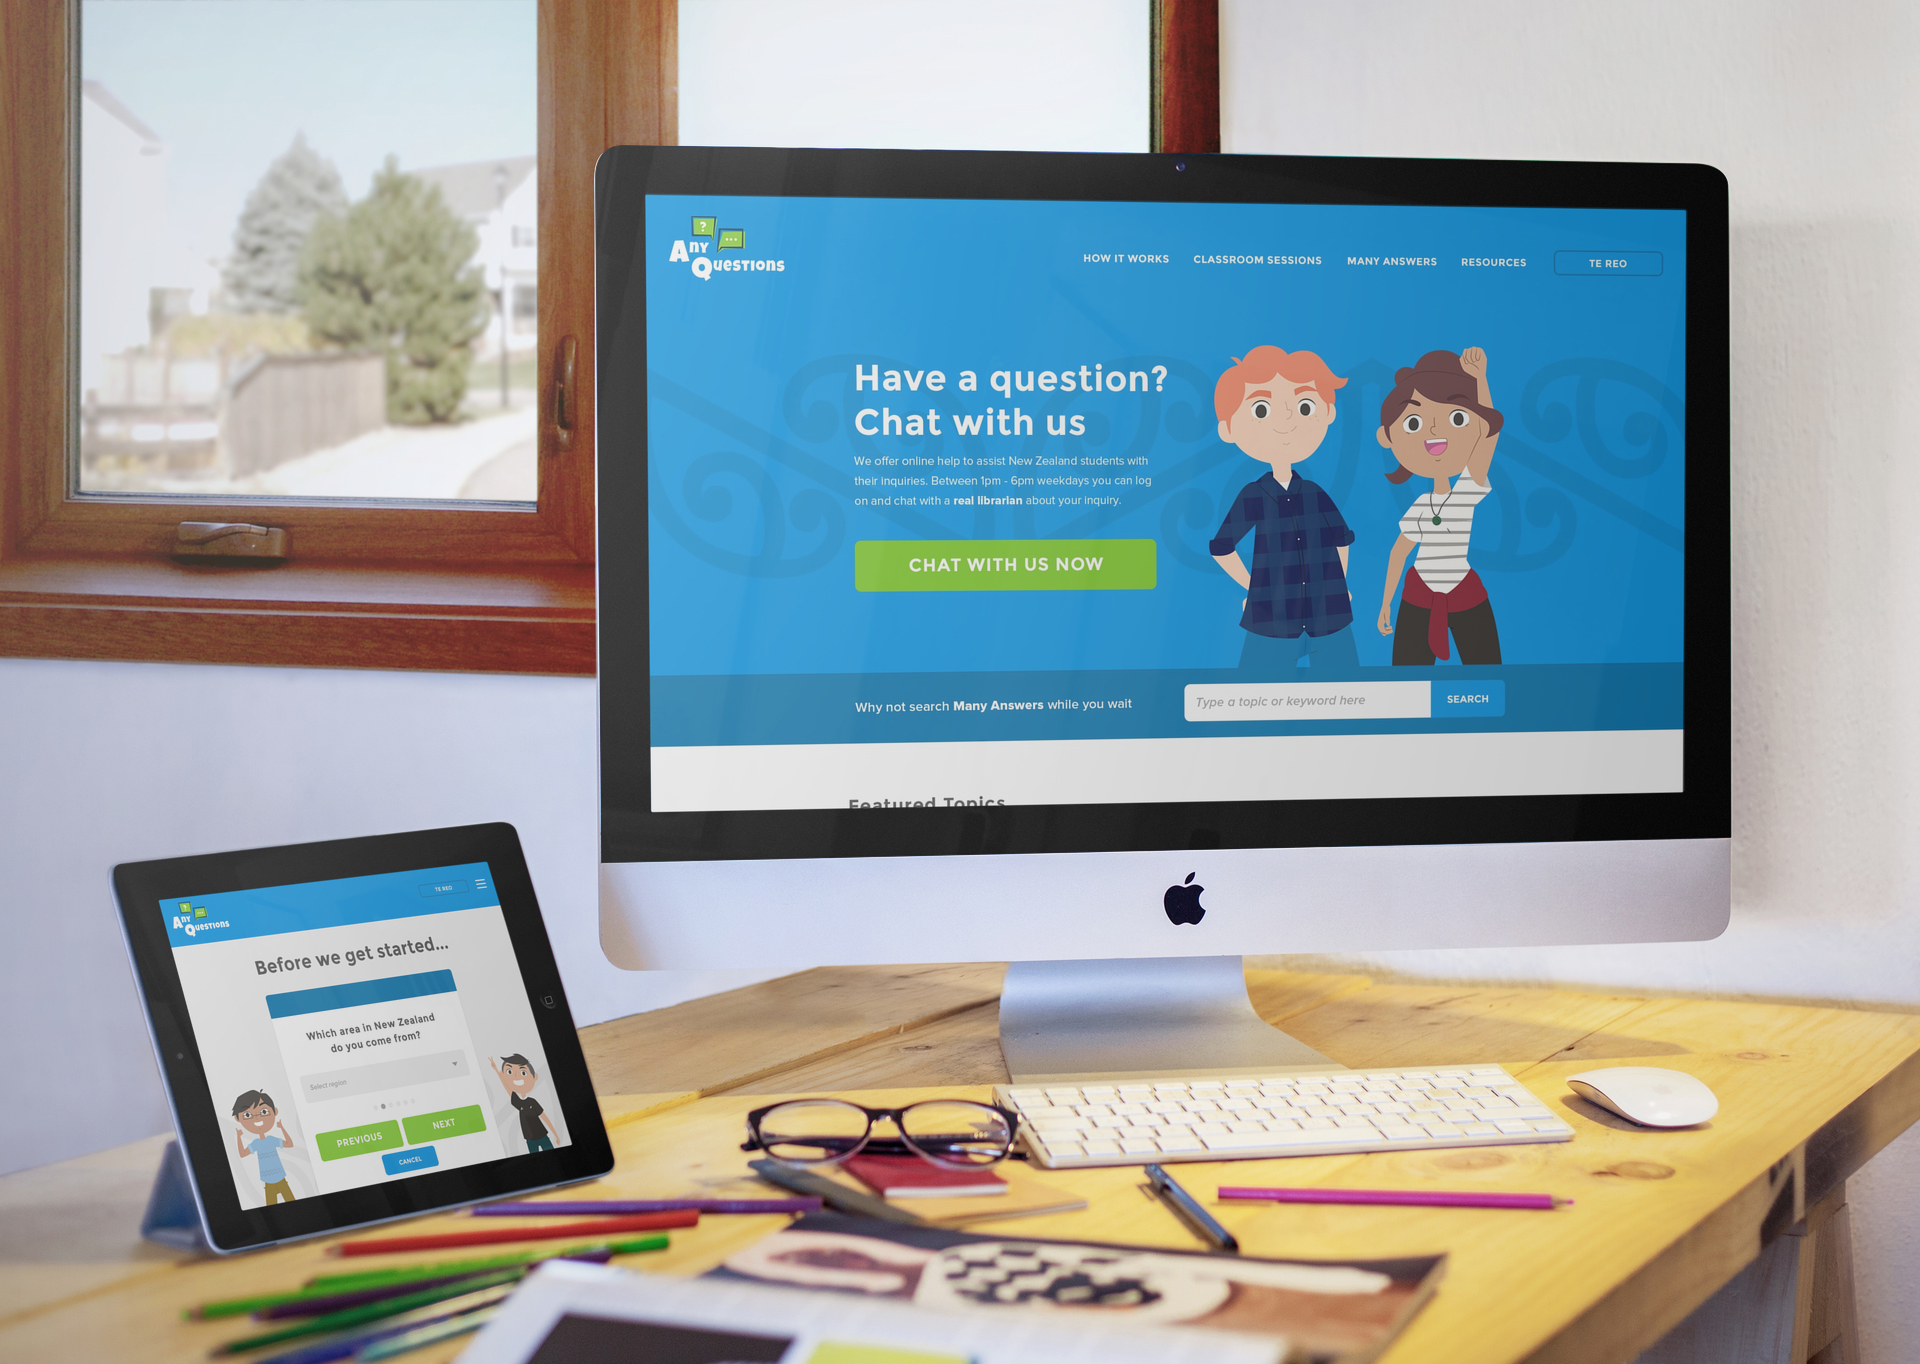 ?
...
Any
Questions
HOW IT WORKS
CLASSROOM SESSIONS
MANY ANSWERS
RESOURCES
TE REO
Have a question?
Chat with us
We offer online help to assist New Zealand students with
their inquiries. Between 1pm - 6pm weekdays you can log
on and chat with a real librarian about your inquiry.
CHAT WITH US NOW
Why not search Many Answers while you wait
Type a topic or keyword here
SEARCH
Featured Topics
?
...
Any
Questions
TE REO
Before we get started...
Which area in New Zealand
do you come from?
Select region
PREVIOUS
NEXT
CANCEL